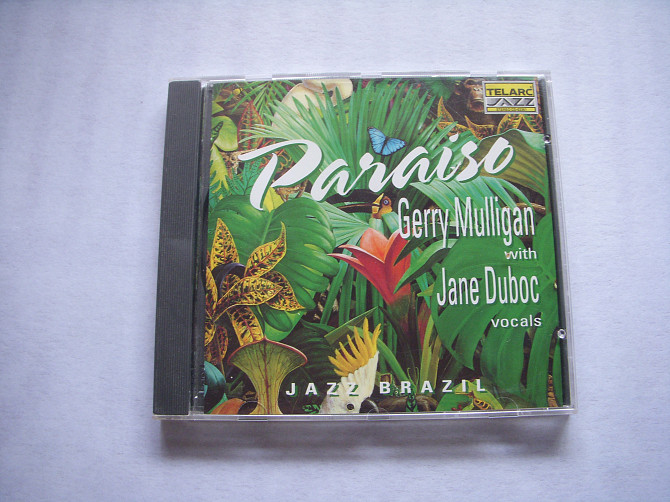 TELARC
JAZZ
Paraiso
Gerry Mulligan
with
Jane Duboc
vocals
JAZZ BRAZIL